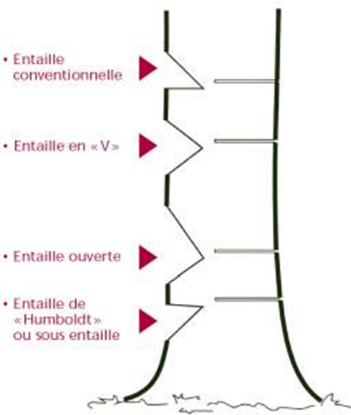 • Entaille
conventionnelle
• Entaille en « V »
• Entaille ouverte
• Entaille de
«Humboldt»
ou sous entaille